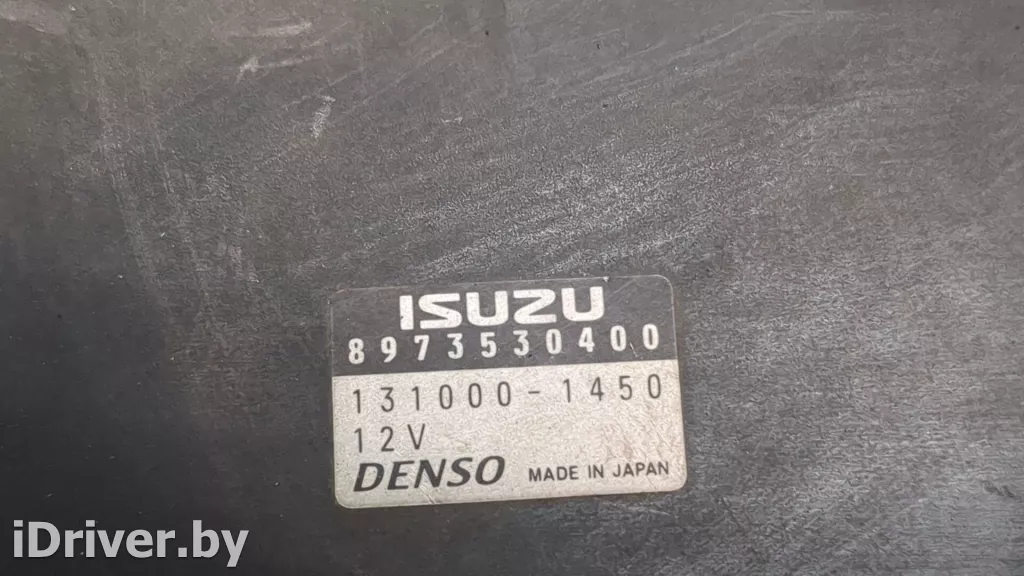 ISUZU
8973530400
131000-1450
12V
DENSO MADE IN JAPAN
iDriver.by